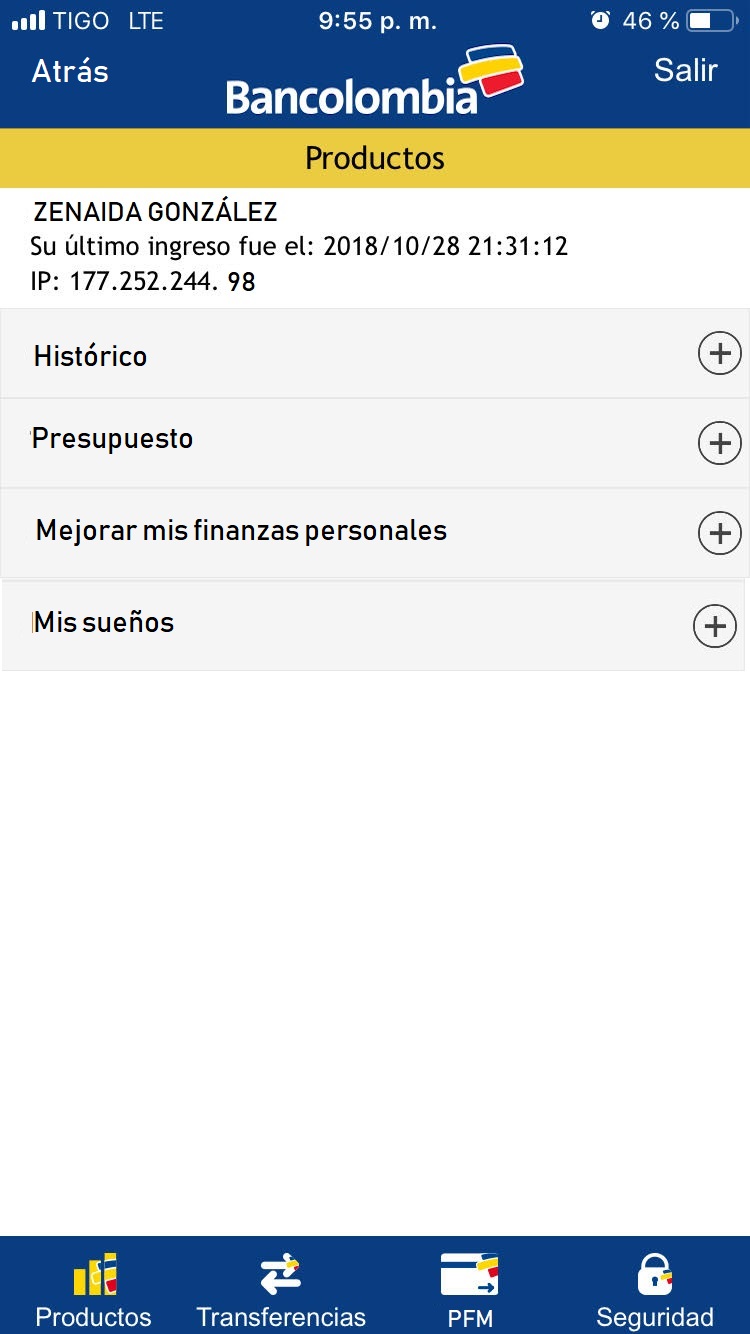 TIGO LTE 9:55 p. m. 46 %
Atrás Bancolombia Salir
Productos
ZENAIDA GONZÁLEZ
Su último ingreso fue el: 2018/10/28 21:31:12
IP: 177.252.244. 98
Histórico
Presupuesto
Mejorar mis finanzas personales
Mis sueños
Productos Transferencias PFM Seguridad